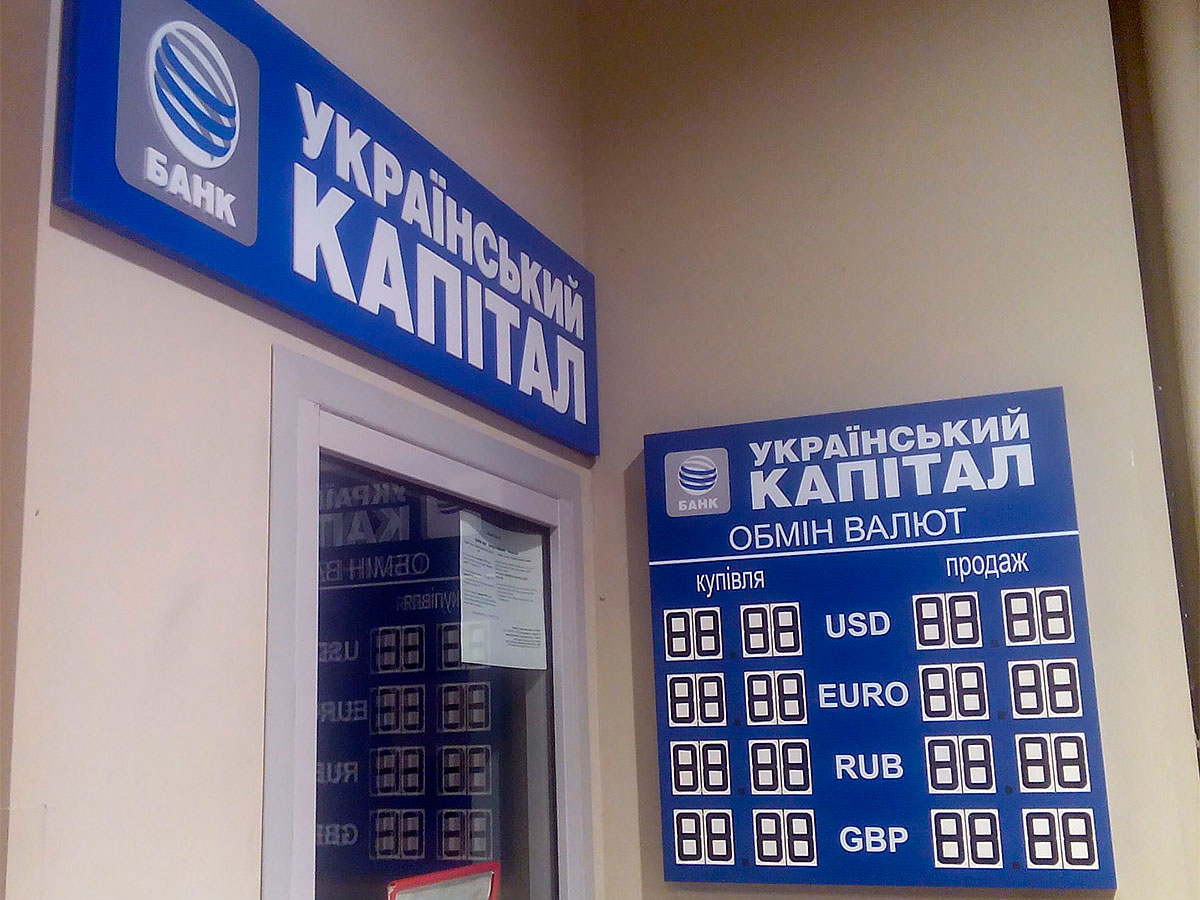 БАНК
УКРАЇНСЬКИЙ
КАПІТАЛ
БАНК
УКРАЇНСЬКИЙ
КАПІТАЛ
ОБМІН ВАЛЮТ
купівля продаж
88.88 USD 88.88
88.88 EURO 88.88
88.88 RUB 88.88
88.88 GBP 88.88